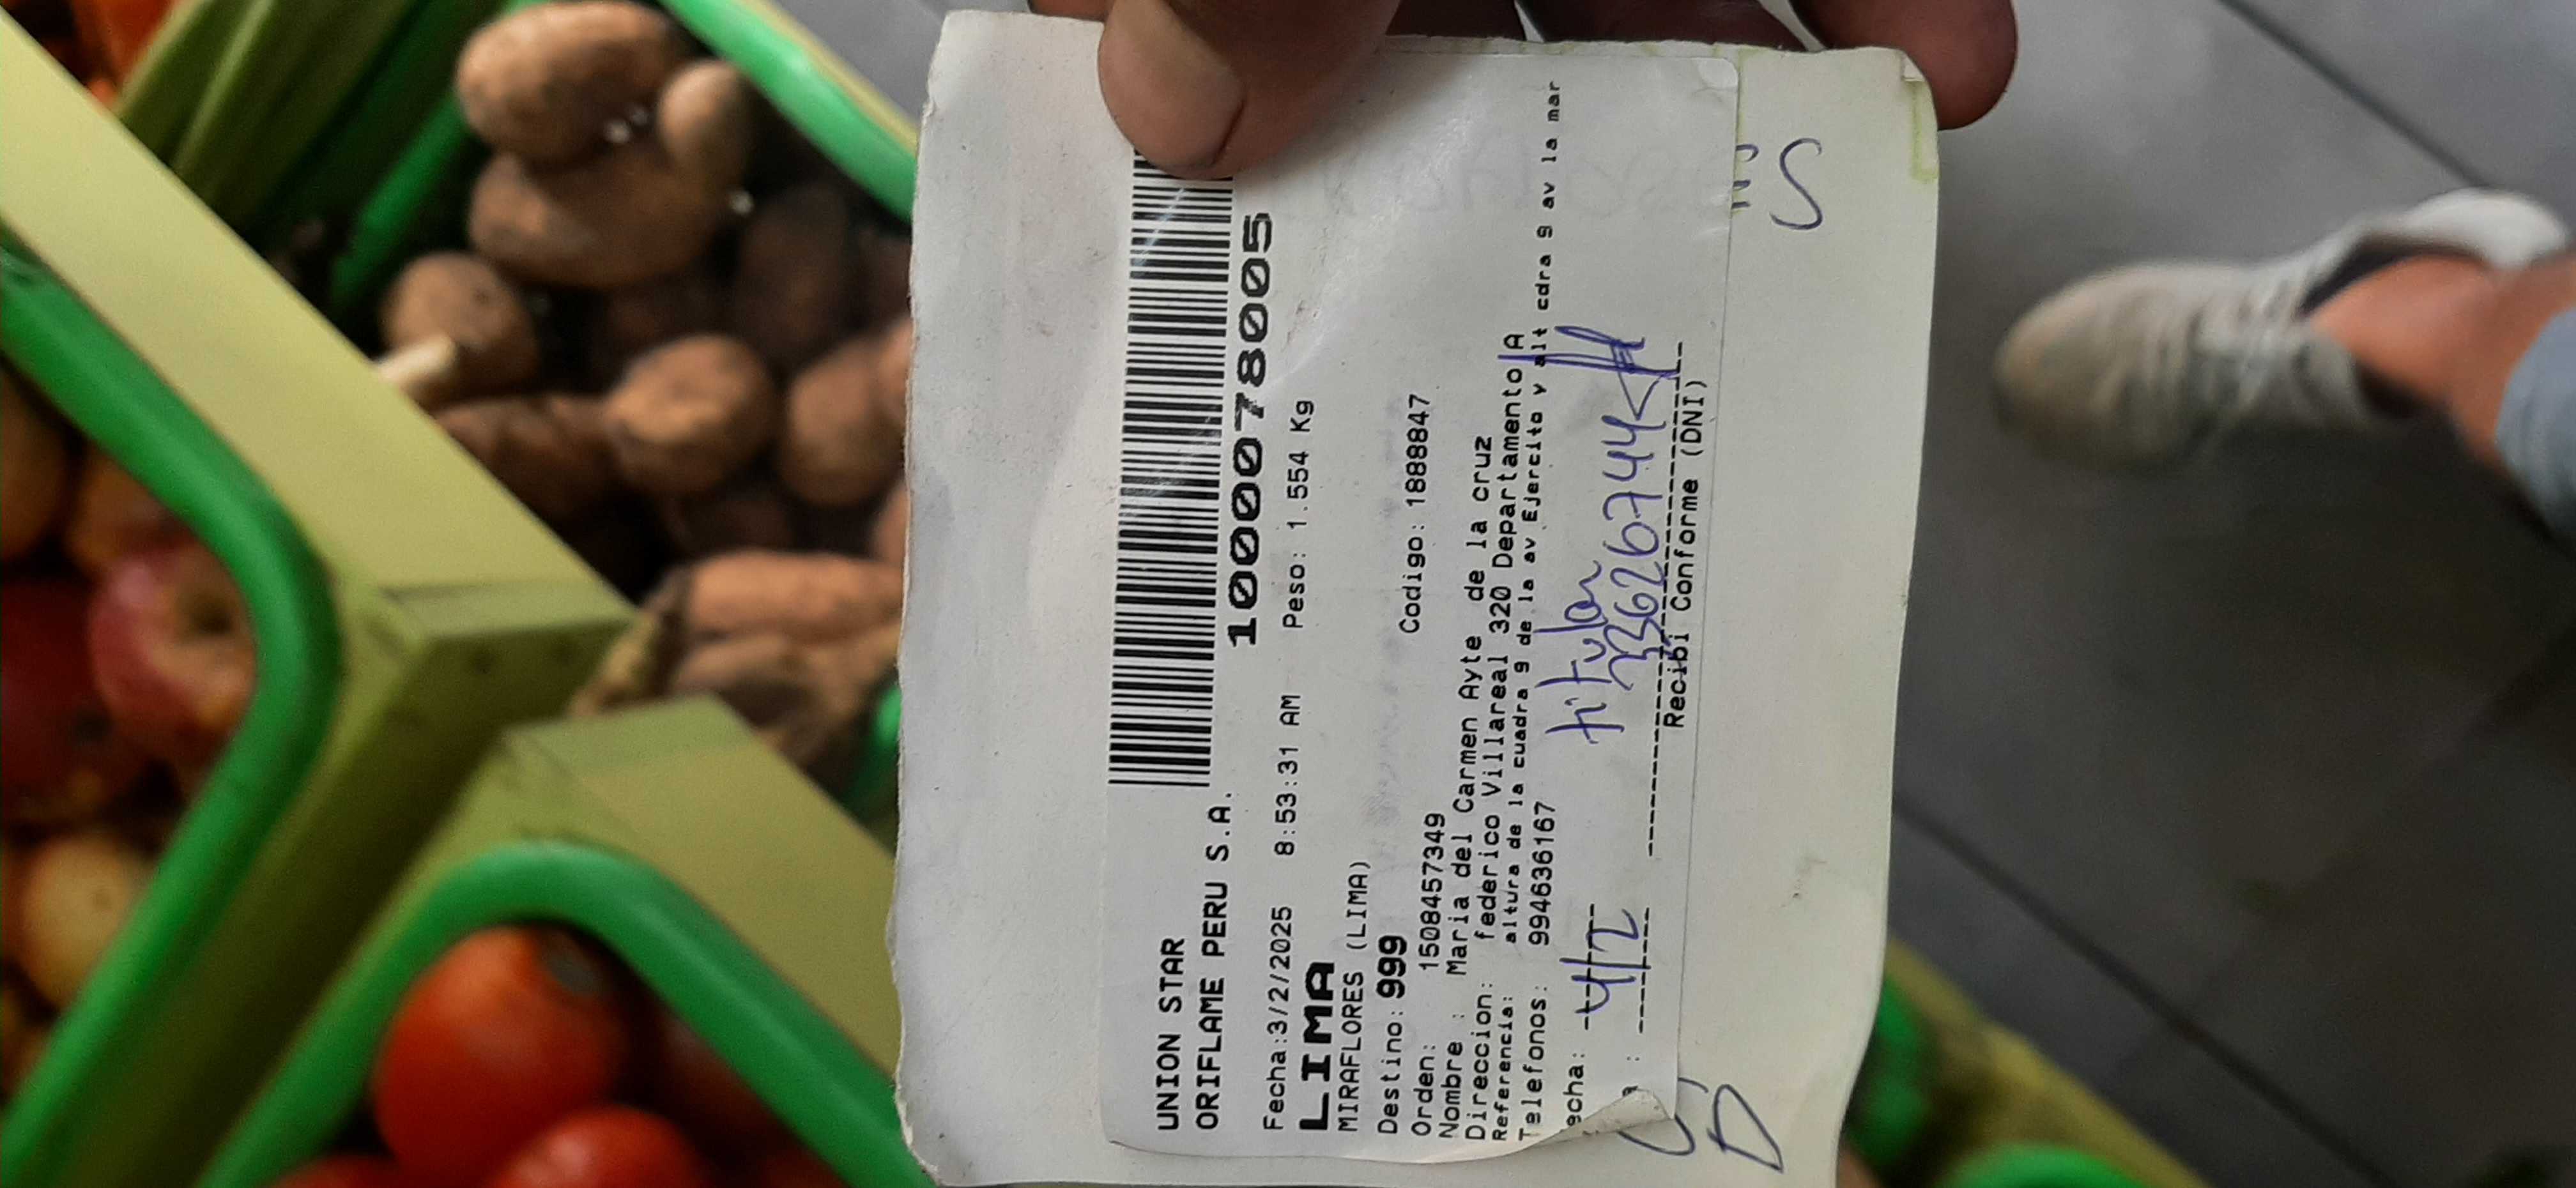 UNION STAR
ORIFLAME PERU S.A.
1000078005
Fecha:3/2/2025 8:53:31 AM Peso: 1.554 Kg
LIMA
MIRAFLORES (LIMA)
Destino: 999
Codigo: 1888847
Orden: 1508457349
Nombre : Maria del Carmen Ayte de la cruz
Direccion: federico Villareal 320 Departamento A
Referencia: altura de la cuadra 9 de la av Ejercito y alt cdra 9 av la mar
Telefonos: 994636167
echa: 4/2
titular
Recibi Conforme (DNI)
S
D